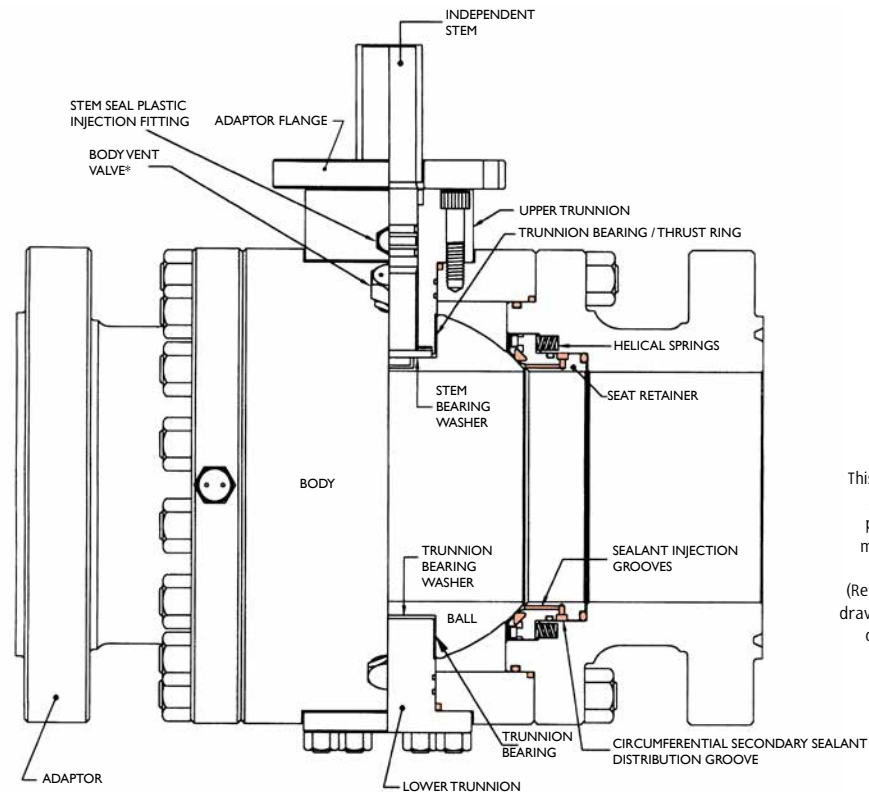 INDEPENDENT
STEM
STEM SEAL PLASTIC
INJECTION FITTING
ADAPTOR FLANGE
BODY VENT
VALVE*
UPPER TRUNNION
TRUNNION BEARING / THRUST RING
HELICAL SPRINGS
SEAT RETAINER
STEM
BEARING
WASHER
BODY
TRUNNION
BEARING
WASHER
BALL
SEALANT INJECTION
GROOVES
TRUNNION
BEARING
CIRCUMFERENTIAL SECONDARY SEALANT
DISTRIBUTION GROOVE
ADAPTOR
LOWER TRUNNION
This
p
m
(Re
draw